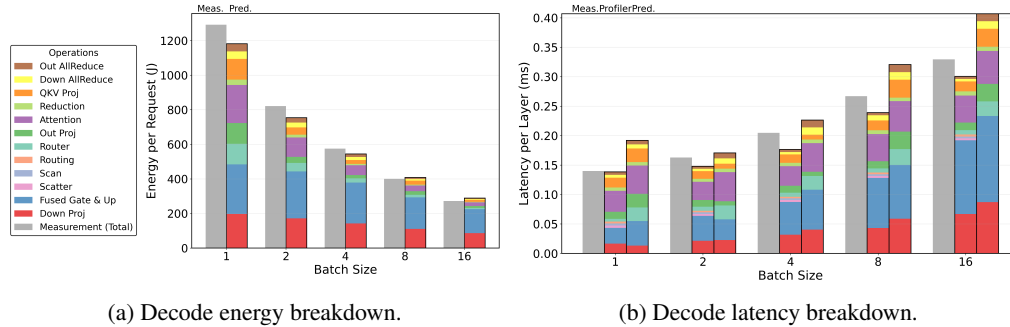 Operations
Out AllReduce
Down AllReduce
QKV Proj
Reduction
Attention
Out Proj
Router
Routing
Scan
Scatter
Fused Gate & Up
Down Proj
Measurement (Total)
Meas. Pred.
Energy per Request (J)
1200
1000
800
600
400
200
0
1 2 4 8 16
Batch Size
(a) Decode energy breakdown.
Meas.ProfilerPred.
Latency per Layer (ms)
0.40
0.35
0.30
0.25
0.20
0.15
0.10
0.05
0.00
1 2 4 8 16
Batch Size
(b) Decode latency breakdown.